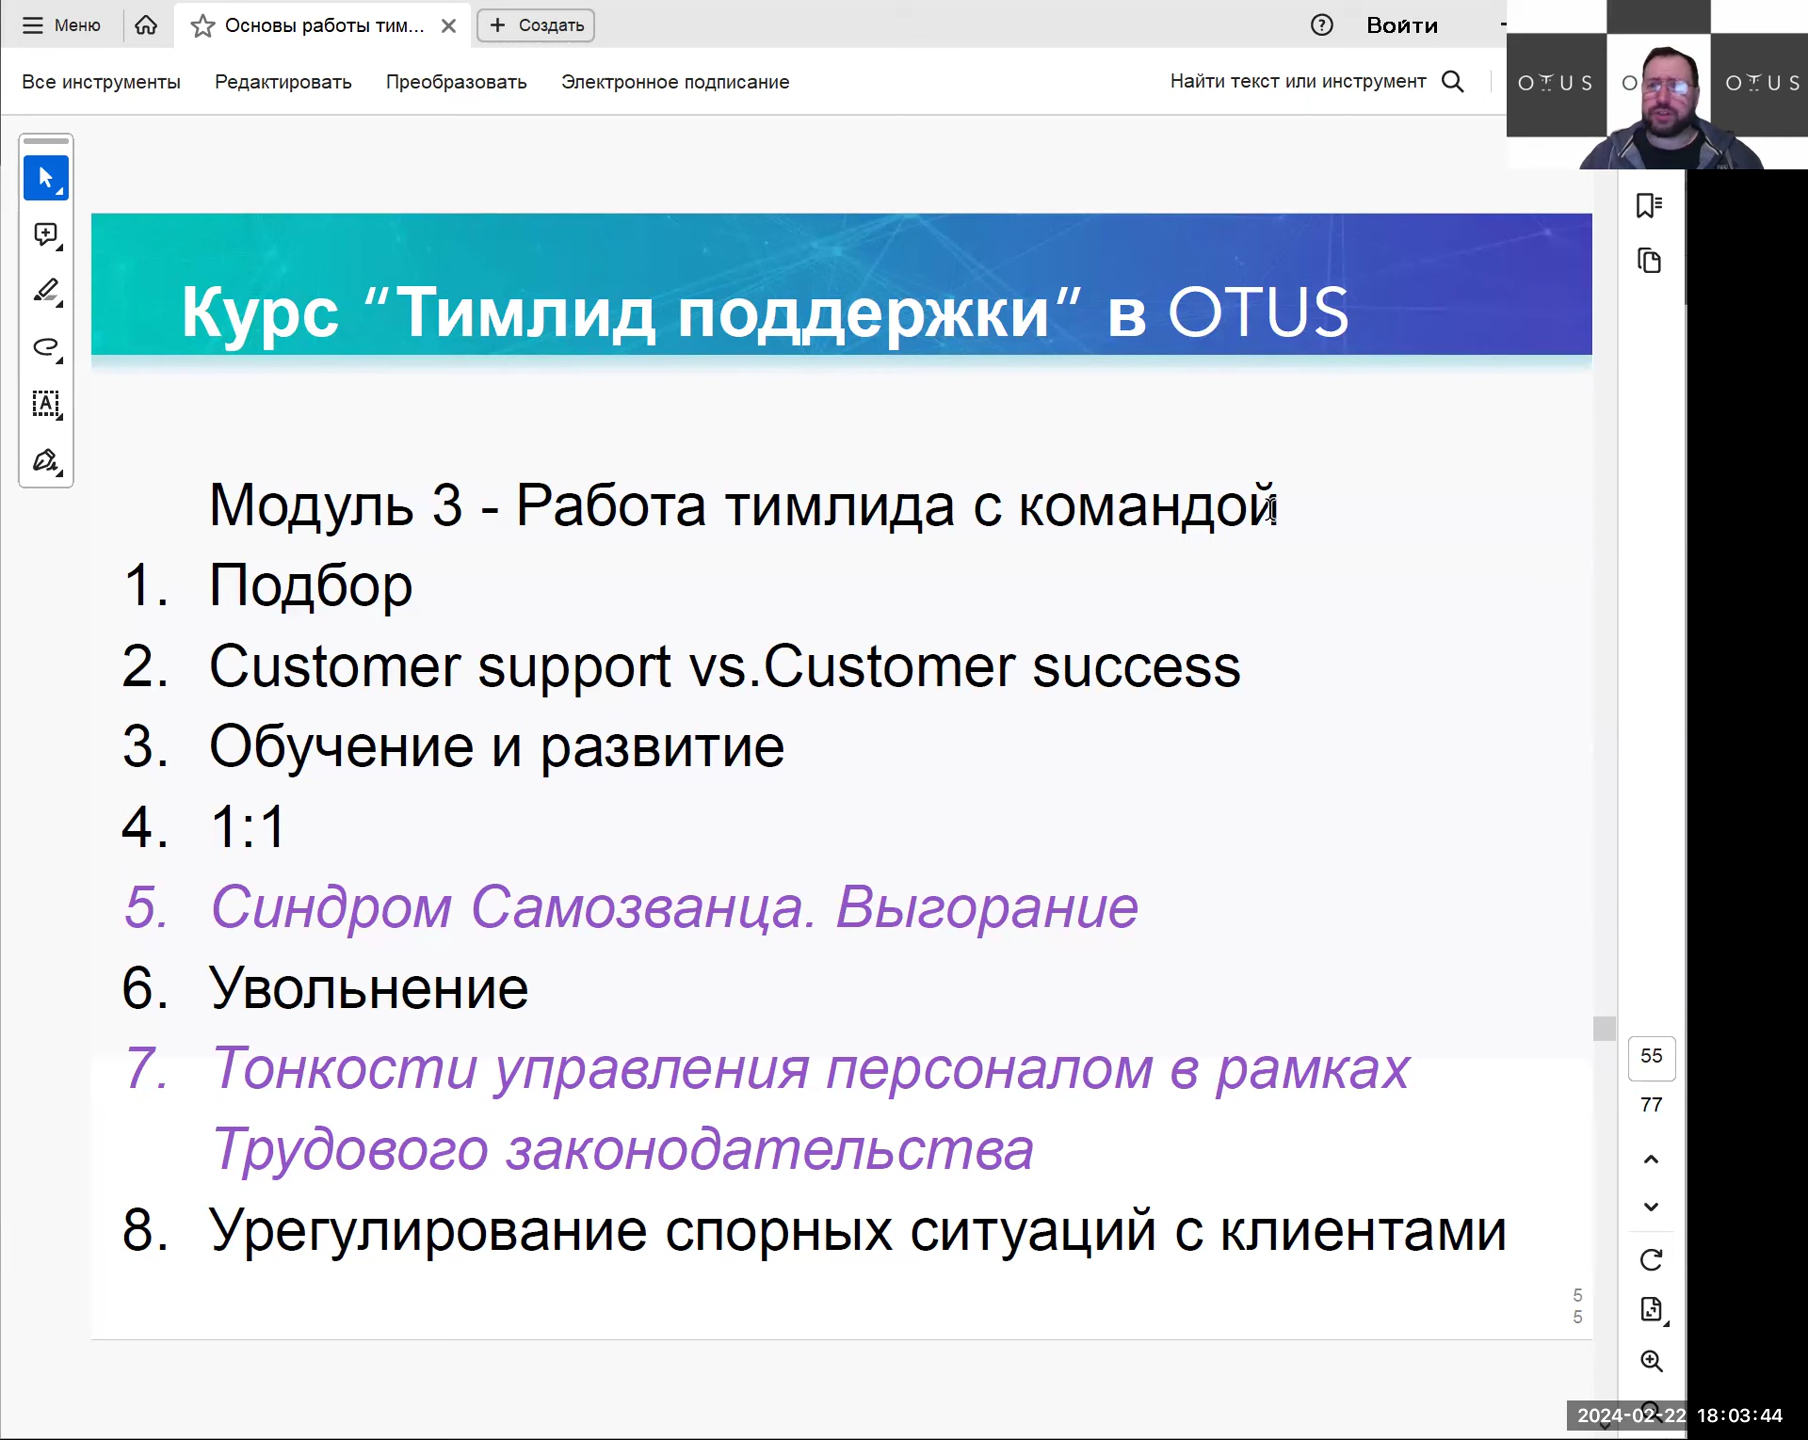 Меню
Основы работы тим...
Создать
Войти
Все инструменты
Редактировать
Преобразовать
Электронное подписание
Найти текст или инструмент
OTUS
O
OTUS
Курс “Тимлид поддержки” в OTUS
Модуль 3 - Работа тимлида с командой
1. Подбор
2. Customer support vs.Customer success
3. Обучение и развитие
4. 1:1
5. Синдром Самозванца. Выгорание
6. Увольнение
7. Тонкости управления персоналом в рамках
Трудового законодательства
8. Урегулирование спорных ситуаций с клиентами
5
5
55
77
2024-02-22 18:03:44